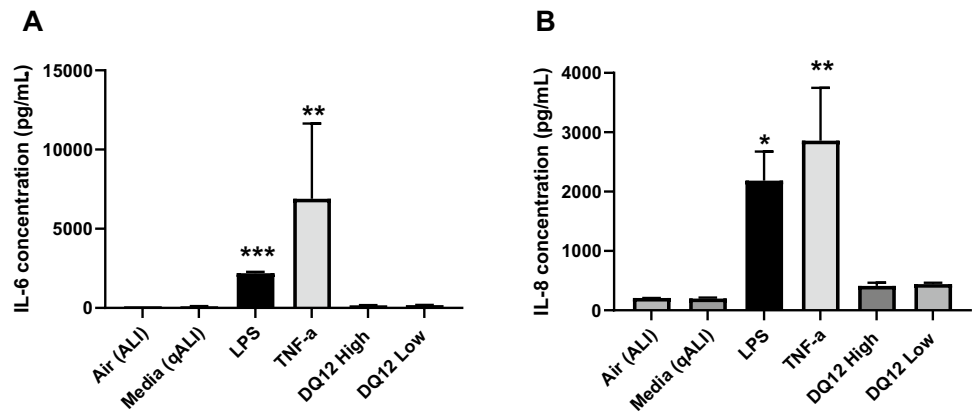 A
IL-6 concentration (pg/mL)
15000
10000
5000
0
***
**
Air (ALI)
Media (qALI)
LPS
TNF-a
DQ12 High
DQ12 Low
B
IL-8 concentration (pg/mL)
4000
3000
2000
1000
0
*
**
Air (ALI)
Media (qALI)
LPS
TNF-a
DQ12 High
DQ12 Low